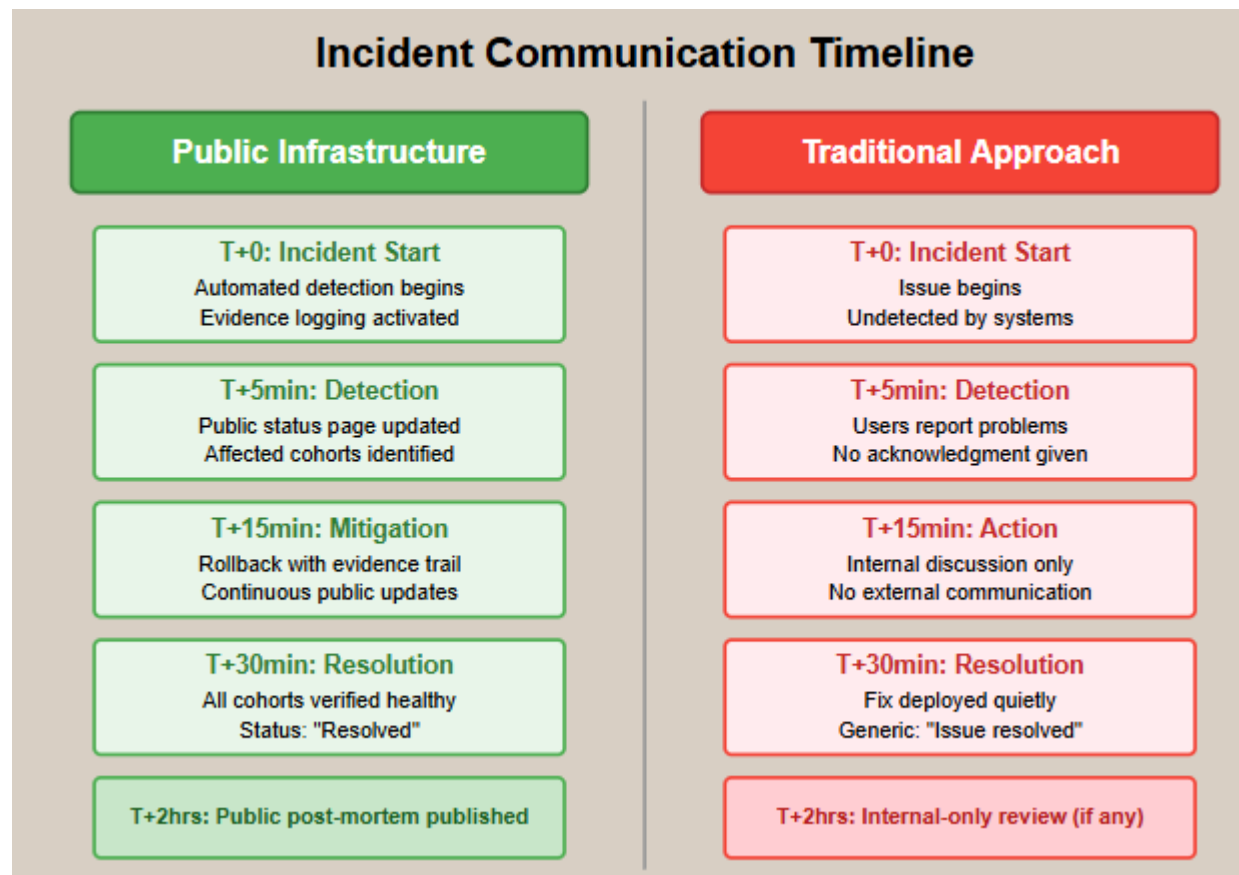 Incident Communication Timeline
Public Infrastructure
T+0: Incident Start
Automated detection begins
Evidence logging activated
T+5min: Detection
Public status page updated
Affected cohorts identified
T+15min: Mitigation
Rollback with evidence trail
Continuous public updates
T+30min: Resolution
All cohorts verified healthy
Status: "Resolved"
T+2hrs: Public post-mortem published
Traditional Approach
T+0: Incident Start
Issue begins
Undetected by systems
T+5min: Detection
Users report problems
No acknowledgment given
T+15min: Action
Internal discussion only
No external communication
T+30min: Resolution
Fix deployed quietly
Generic: "Issue resolved"
T+2hrs: Internal-only review (if any)